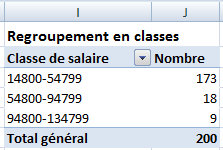 I J
Regroupement en classes
Classe de salaire Nombre
14800-54799 173
54800-94799 18
94800-134799 9
Total général 200